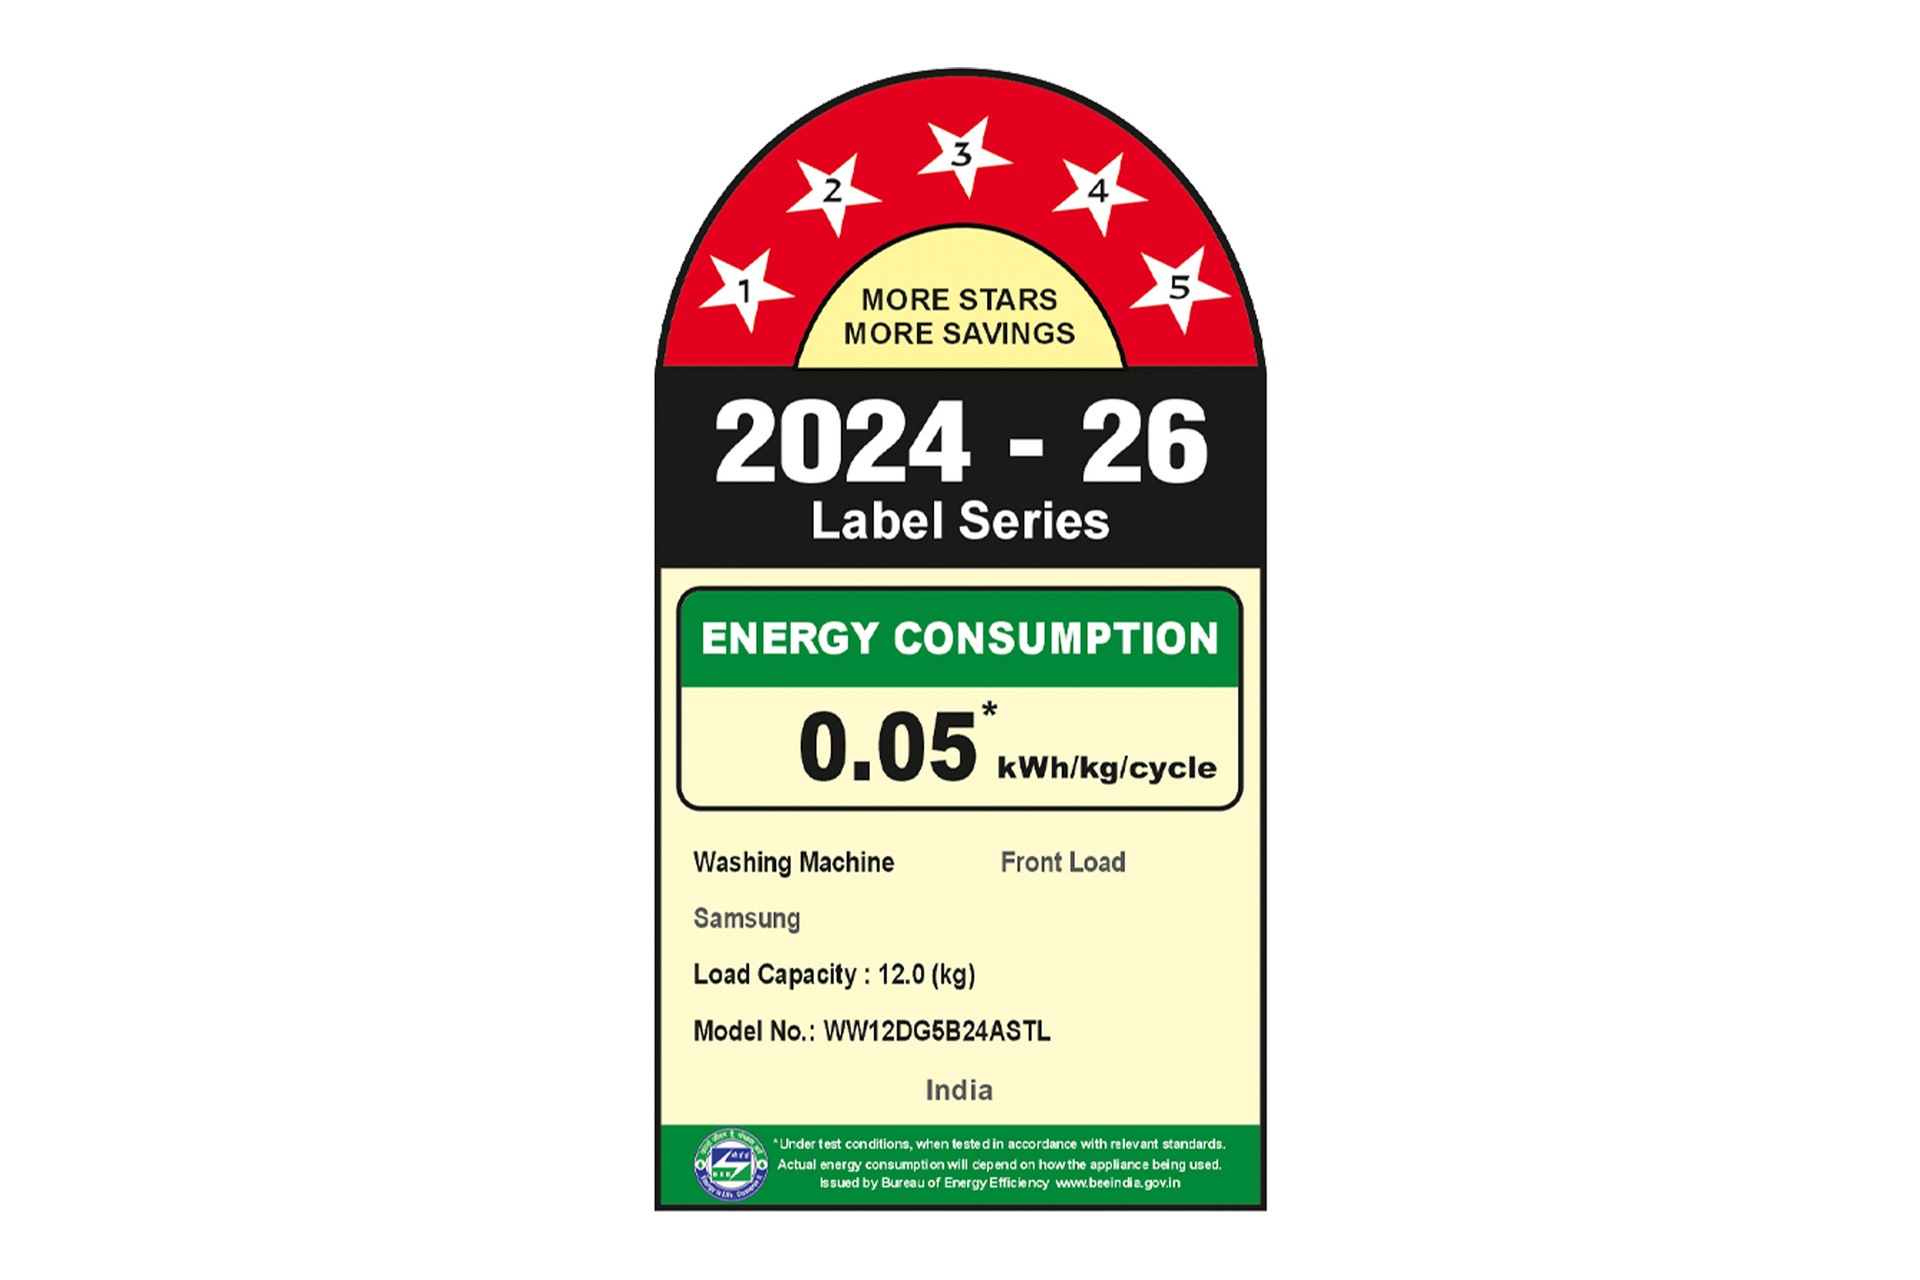 1
2
3
4
5
MORE STARS
MORE SAVINGS
2024 - 26
Label Series
ENERGY CONSUMPTION
0.05* kWh/kg/cycle
Washing Machine Front Load
Samsung
Load Capacity : 12.0 (kg)
Model No.: WW12DG5B24ASTL
India
*Under test conditions, when tested in accordance with relevant standards.
Actual energy consumption will depend on how the appliance being used.
Issued by Bureau of Energy Efficiency www.beeindia.gov.in